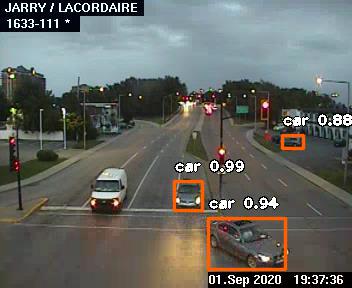 JARRY / LACORDAIRE
1633-111 *
car 0.88
car 0.99
car 0.94
01.Sep 2020 19:37:36